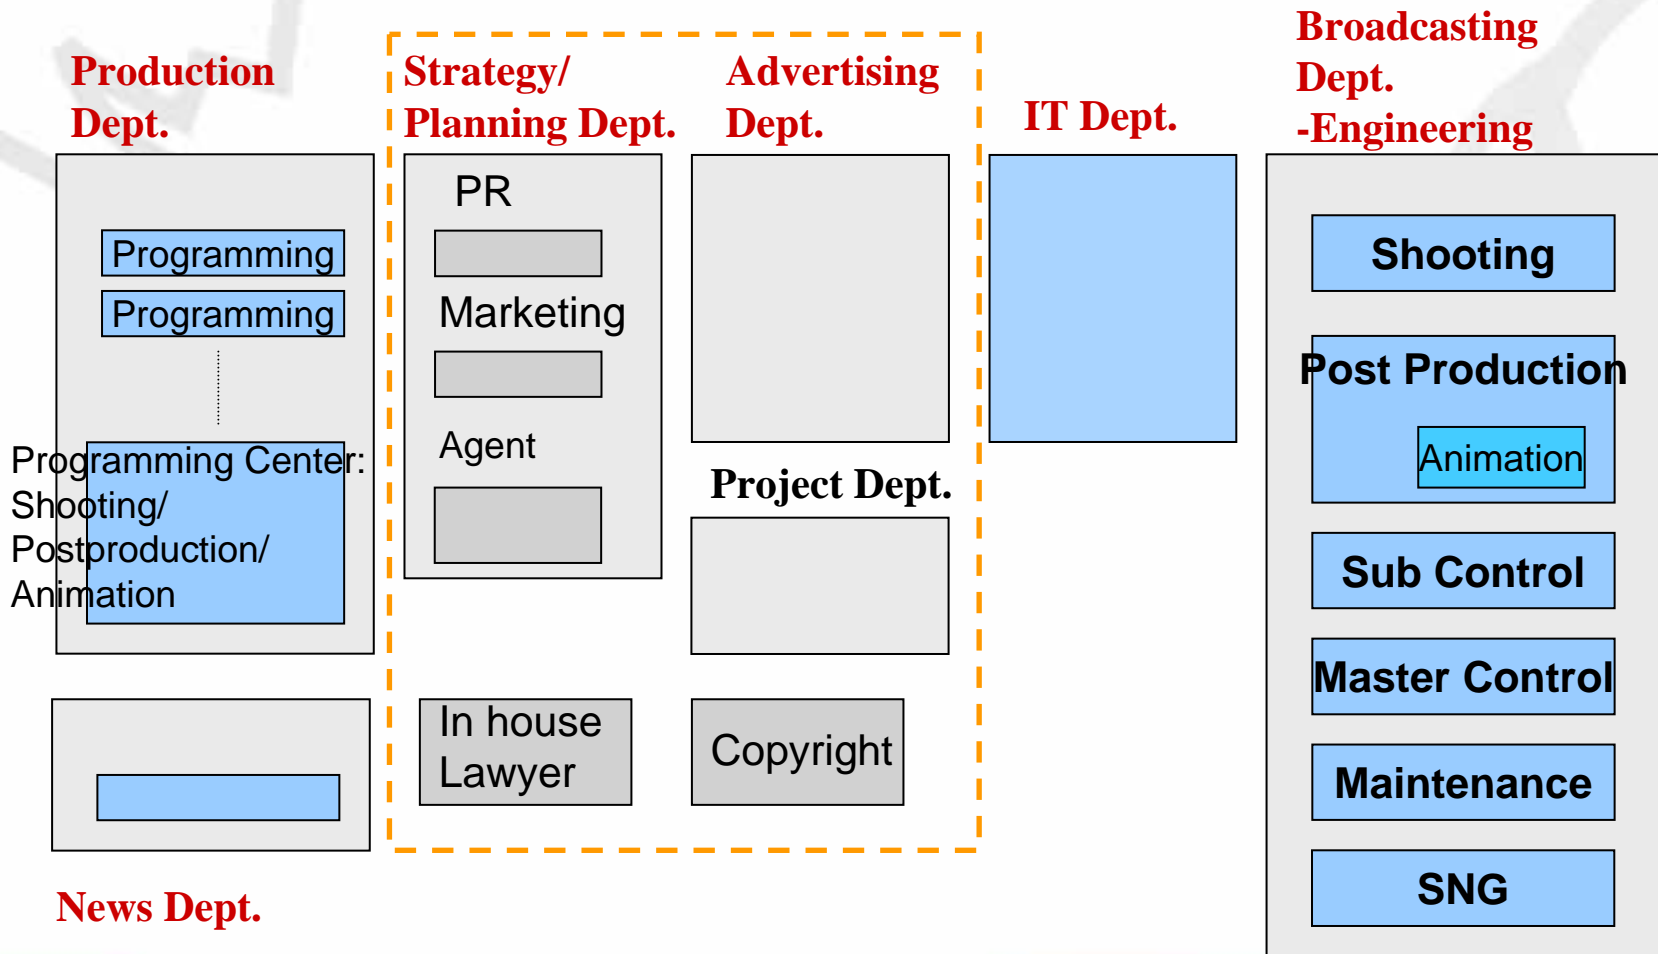 Production
Dept.
Programming
Programming
Programming Center:
Shooting/
Postproduction/
Animation
News Dept.
Strategy/
Planning Dept.
PR
Marketing
Agent
In house
Lawyer
Advertising
Dept.
Project Dept.
Copyright
IT Dept.
Broadcasting
Dept.
-Engineering
Shooting
Post Production
Animation
Sub Control
Master Control
Maintenance
SNG